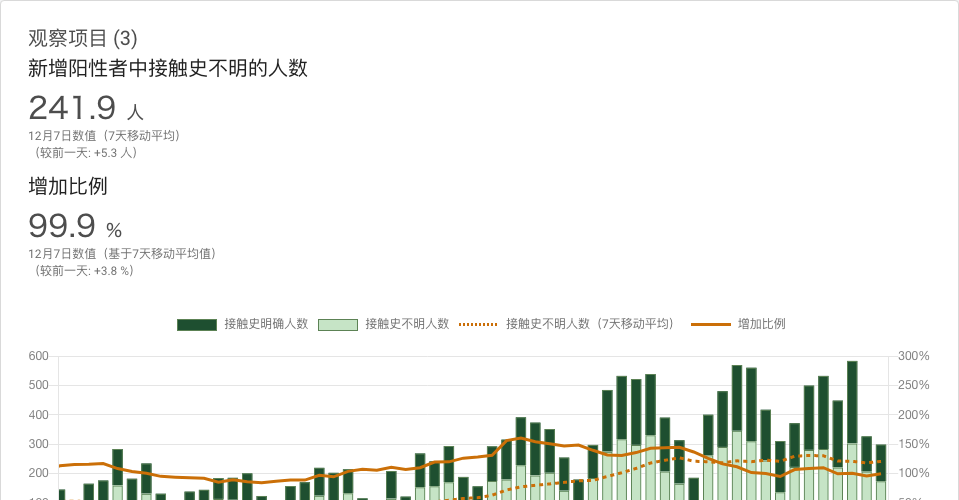 观察项目 (3)
新增阳性者中接触史不明的人数
241.9 人
12月7日数值（7天移动平均）
（较前一天: +5.3 人）
增加比例
99.9 %
12月7日数值（基于7天移动平均值）
（较前一天: +3.8 %）
接触史明确人数 接触史不明人数 接触史不明人数（7天移动平均） 增加比例
600 300%
500 250%
400 200%
300 150%
200 100%